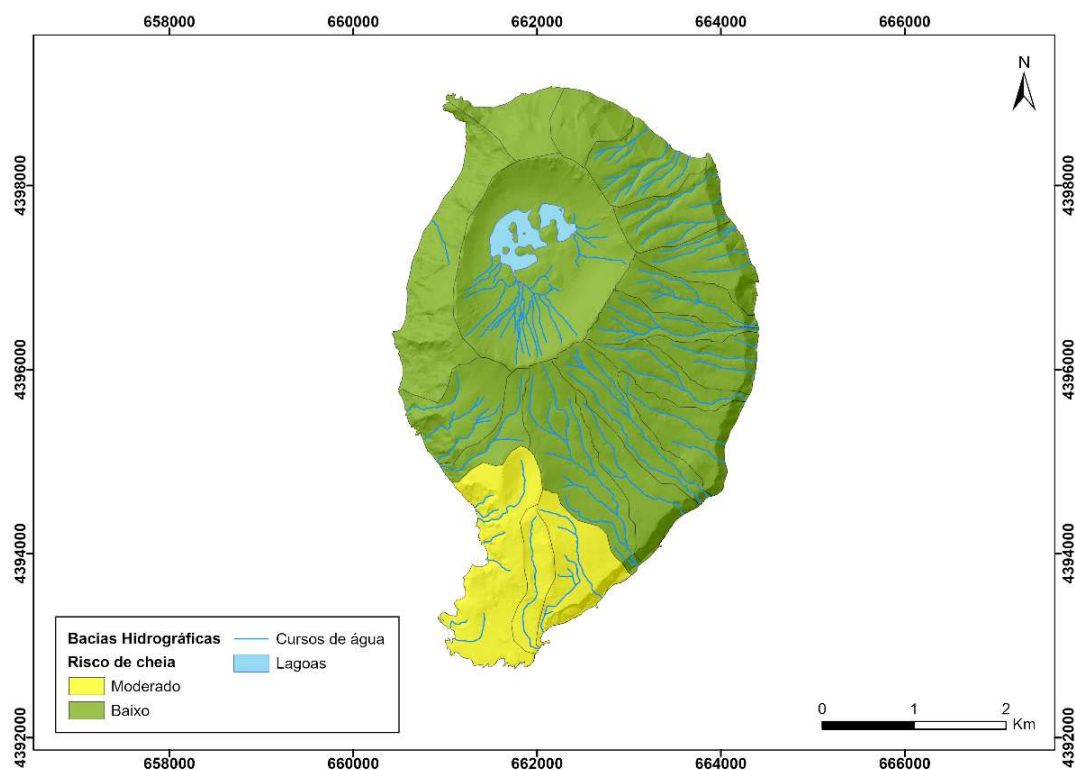 658000 660000 662000 664000 666000
N
4398000 4398000
4396000 4396000
4394000 4394000
4392000 4392000
Bacias Hidrográficas
Risco de cheia
Moderado
Baixo
Cursos de água
Lagoas
0 1 2
Km
658000 660000 662000 664000 666000